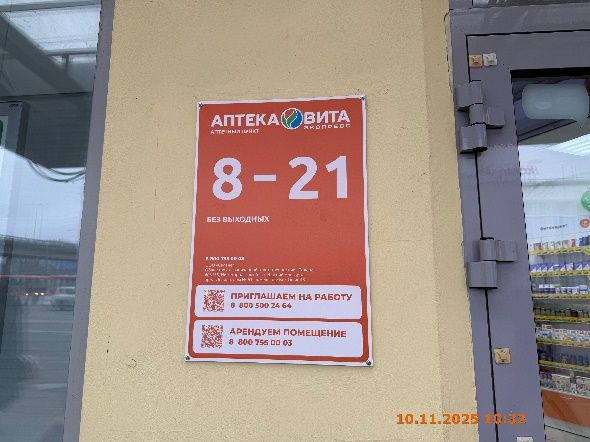 АПТЕКА ВИТА
ЭКСПРЕСС
АПТЕЧНЫЙ ПУНКТ
8 – 21
БЕЗ ВЫХОДНЫХ
ПРИГЛАШАЕМ НА РАБОТУ
8 800 500 24 64
АРЕНДУЕМ ПОМЕЩЕНИЕ
8 800 755 00 03
10.11.2025 10:33